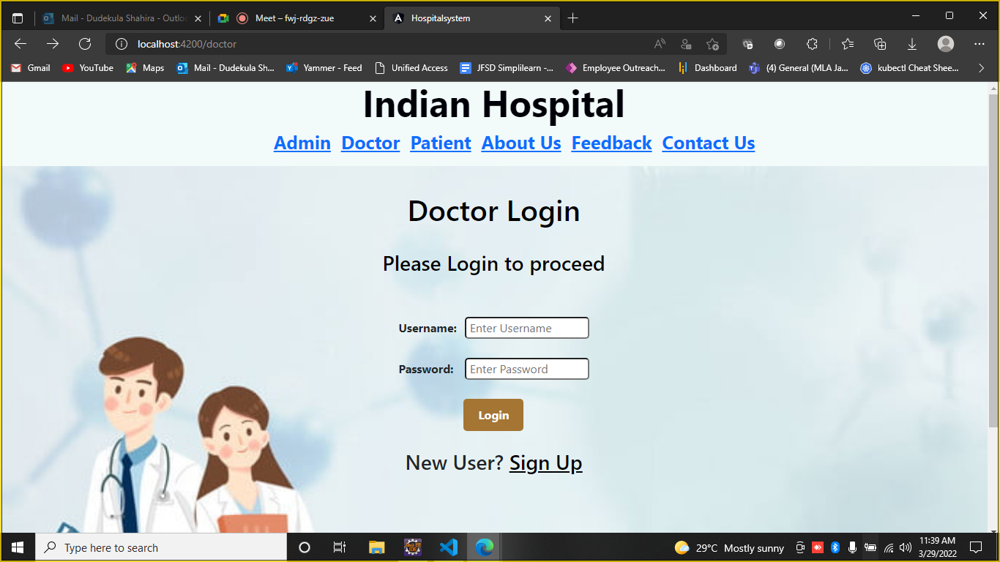 Mail - Dudekula Shahira - Outloo
Meet – fwj-rdgz-zue
Hospitalsystem
localhost:4200/doctor
Gmail
YouTube
Maps
Mail - Dudekula Sh...
Yammer - Feed
Unified Access
JFSD Simplilearn -...
Employee Outreach...
Dashboard
(4) General (MLA Ja...
kubectl Cheat Shee...
Indian Hospital
Admin Doctor Patient About Us Feedback Contact Us
Doctor Login
Please Login to proceed
Username: Enter Username
Password: Enter Password
Login
New User? Sign Up
Type here to search
29°C Mostly sunny
11:39 AM
3/29/2022